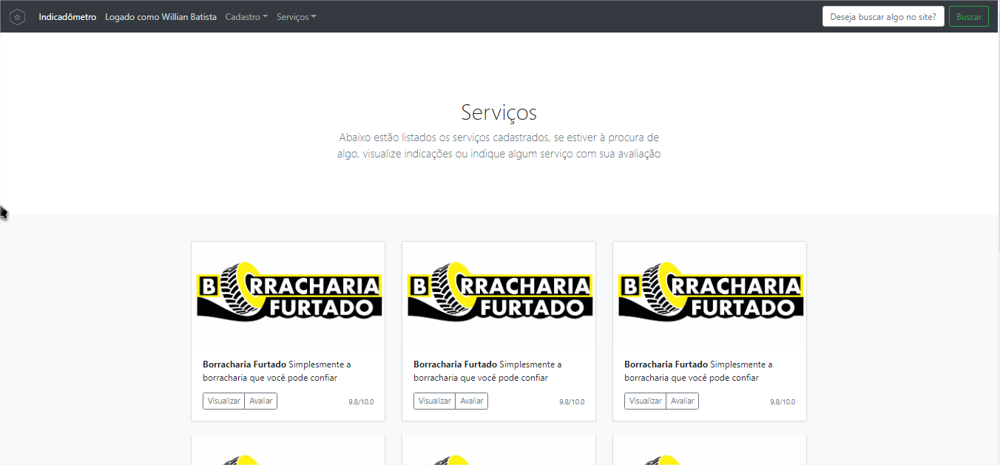 Indicadômetro Logado como Willian Batista Cadastro Serviços Deseja buscar algo no site? Buscar
Serviços
Abaixo estão listados os serviços cadastrados, se estiver à procura de
algo, visualize indicações ou indique algum serviço com sua avaliação
BORRACHARIA
FURTADO
Borracharia Furtado Simplesmente a
borracharia que você pode confiar
Visualizar Avaliar 9.8/10.0
BORRACHARIA
FURTADO
Borracharia Furtado Simplesmente a
borracharia que você pode confiar
Visualizar Avaliar 9.8/10.0
BORRACHARIA
FURTADO
Borracharia Furtado Simplesmente a
borracharia que você pode confiar
Visualizar Avaliar 9.8/10.0